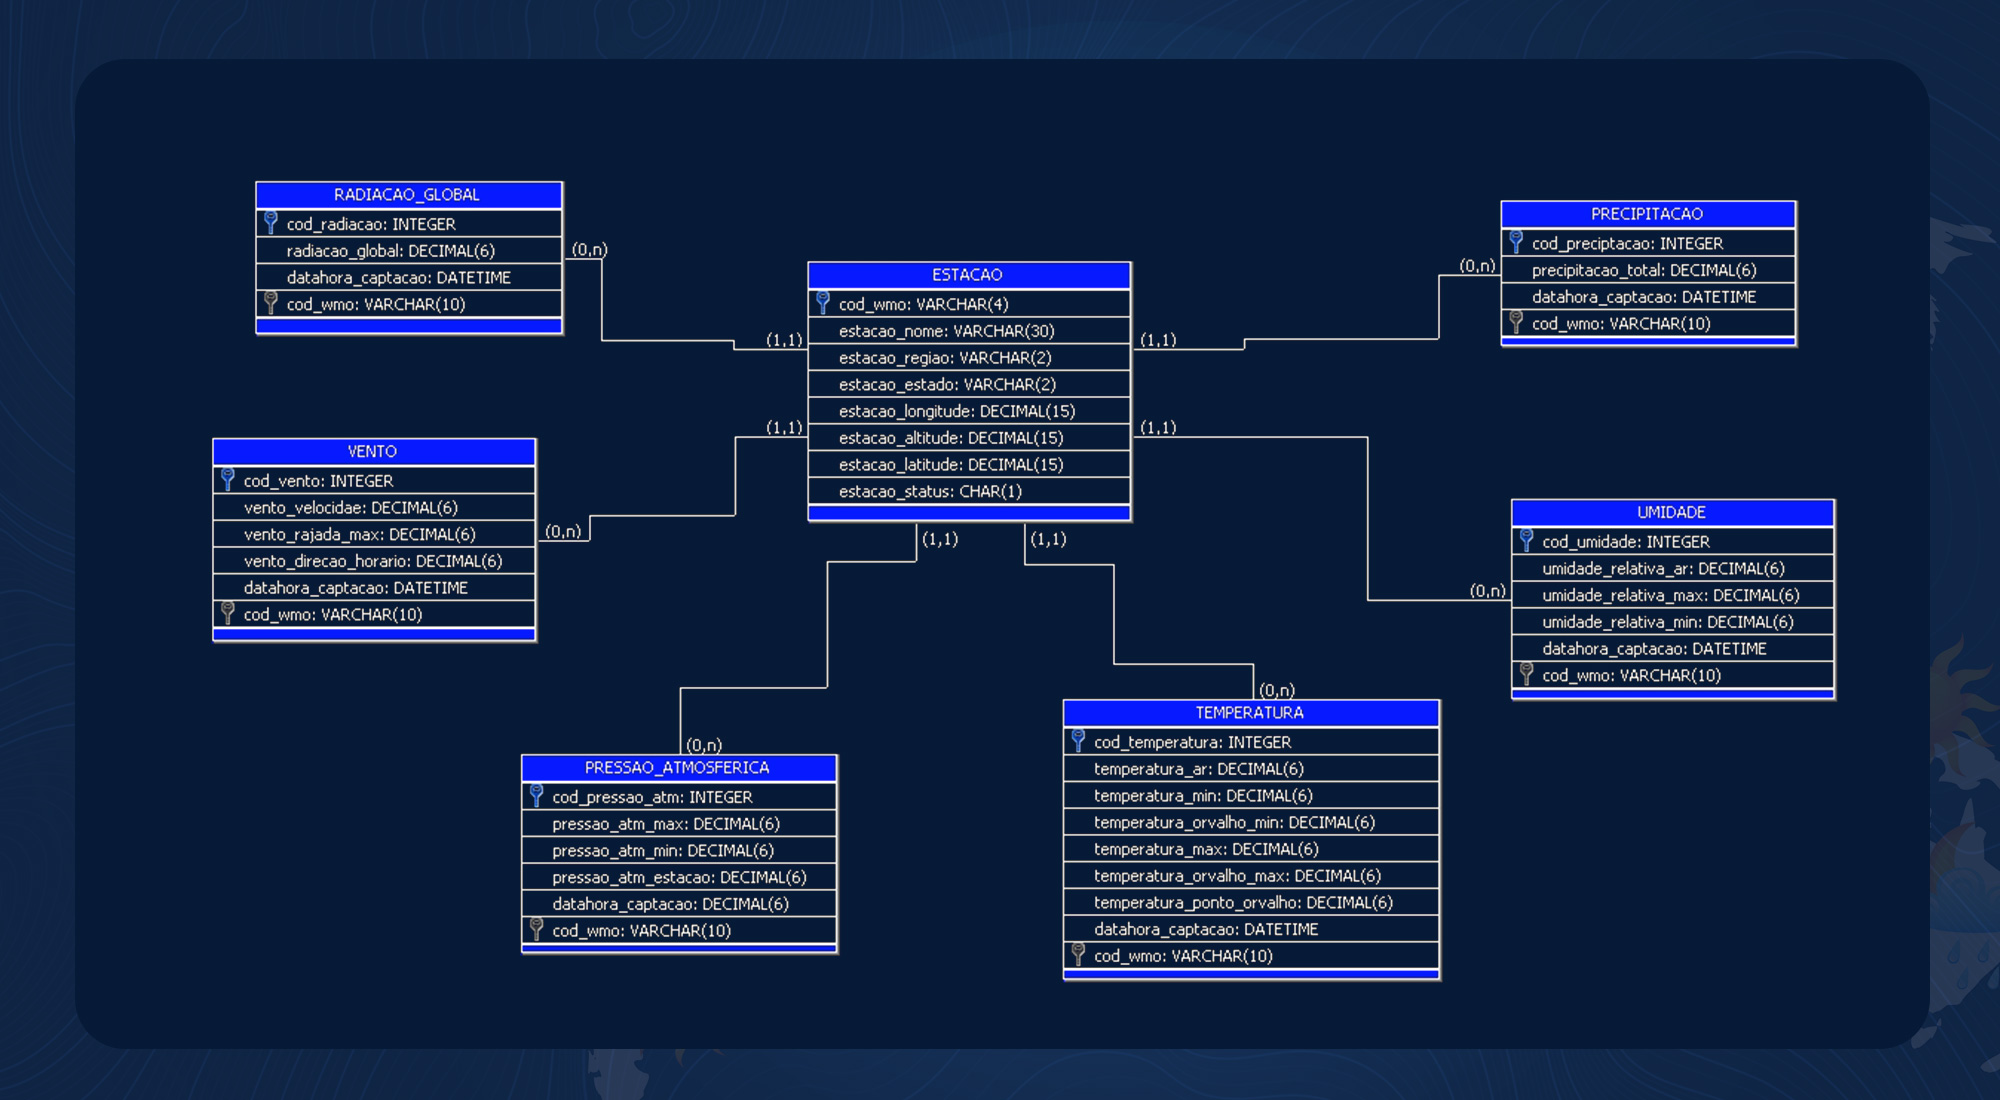 RADIACAO_GLOBAL
cod_radiacao: INTEGER
radiacao_global: DECIMAL(6)
datahora_captacao: DATETIME
cod_wmo: VARCHAR(10)
(0,n)
(1,1)
ESTACAO
cod_wmo: VARCHAR(4)
estacao_nome: VARCHAR(30)
estacao_regiao: VARCHAR(2)
estacao_estado: VARCHAR(2)
estacao_longitude: DECIMAL(15)
estacao_altitude: DECIMAL(15)
estacao_latitude: DECIMAL(15)
estacao_status: CHAR(1)
(1,1)
(0,n)
PRECIPITACAO
cod_preciptacao: INTEGER
precipitacao_total: DECIMAL(6)
datahora_captacao: DATETIME
cod_wmo: VARCHAR(10)
VENTO
cod_vento: INTEGER
vento_velocidae: DECIMAL(6)
vento_rajada_max: DECIMAL(6)
vento_direcao_horario: DECIMAL(6)
datahora_captacao: DATETIME
cod_wmo: VARCHAR(10)
(0,n)
(1,1)
(1,1)
(0,n)
UMIDADE
cod_umidade: INTEGER
umidade_relativa_ar: DECIMAL(6)
umidade_relativa_max: DECIMAL(6)
umidade_relativa_min: DECIMAL(6)
datahora_captacao: DATETIME
cod_wmo: VARCHAR(10)
(1,1)
(1,1)
(0,n)
PRESSAO_ATMOSFERICA
cod_pressao_atm: INTEGER
pressao_atm_max: DECIMAL(6)
pressao_atm_min: DECIMAL(6)
pressao_atm_estacao: DECIMAL(6)
datahora_captacao: DECIMAL(6)
cod_wmo: VARCHAR(10)
(0,n)
TEMPERATURA
cod_temperatura: INTEGER
temperatura_ar: DECIMAL(6)
temperatura_min: DECIMAL(6)
temperatura_orvalho_min: DECIMAL(6)
temperatura_max: DECIMAL(6)
temperatura_orvalho_max: DECIMAL(6)
temperatura_ponto_orvalho: DECIMAL(6)
datahora_captacao: DATETIME
cod_wmo: VARCHAR(10)